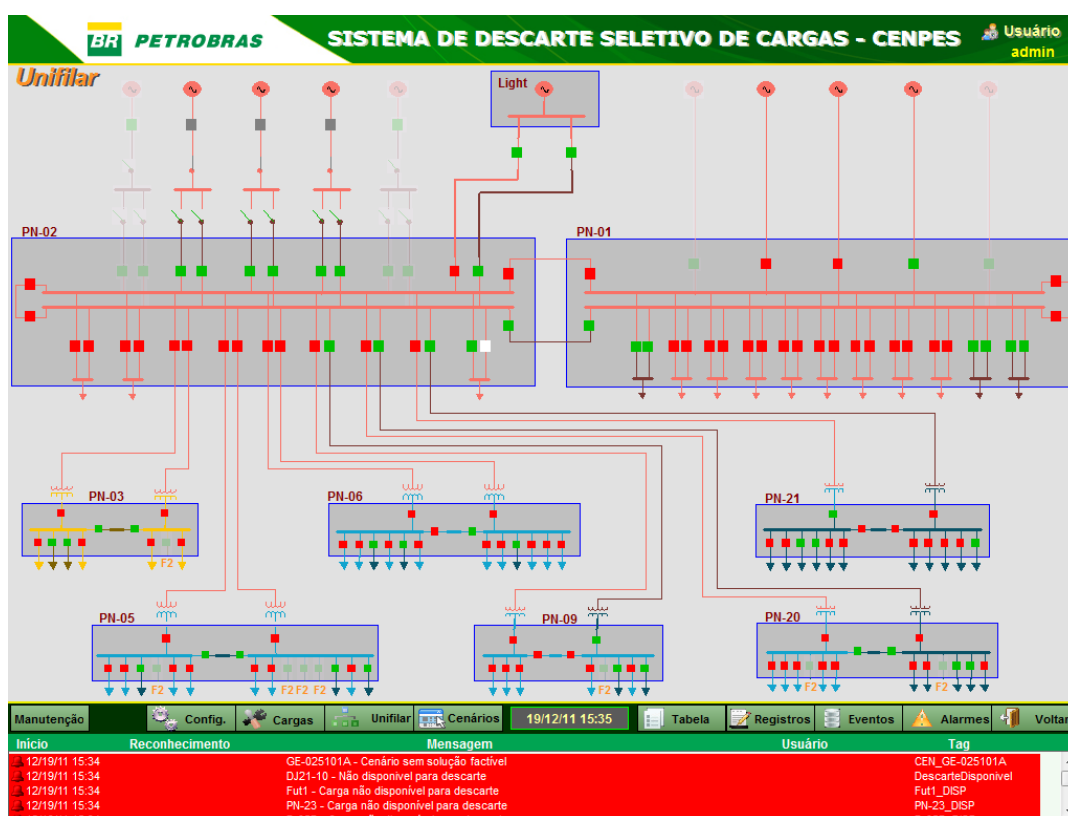 BR PETROBRAS SISTEMA DE DESCARTE SELETIVO DE CARGAS - CENPES Usuário
admin
Unifilar
Light
PN-02 PN-01
PN-03 PN-06 PN-21
F2
PN-05 PN-09 PN-20
F2 F2 F2 F2 F2 F2
Manutenção Config. Cargas Unifilar Cenários 19/12/11 15:35 Tabela Registros Eventos Alarmes Voltar
Início Reconhecimento Mensagem Usuário Tag
12/19/11 15:34 GE-025101A - Cenário sem solução factível CEN_GE-025101A
12/19/11 15:34 DJ21-10 - Não disponivel para descarte DescarteDisponivel
12/19/11 15:34 Fut1 - Carga não disponível para descarte Fut1_DISP
12/19/11 15:34 PN-23 - Carga não disponível para descarte PN-23_DISP